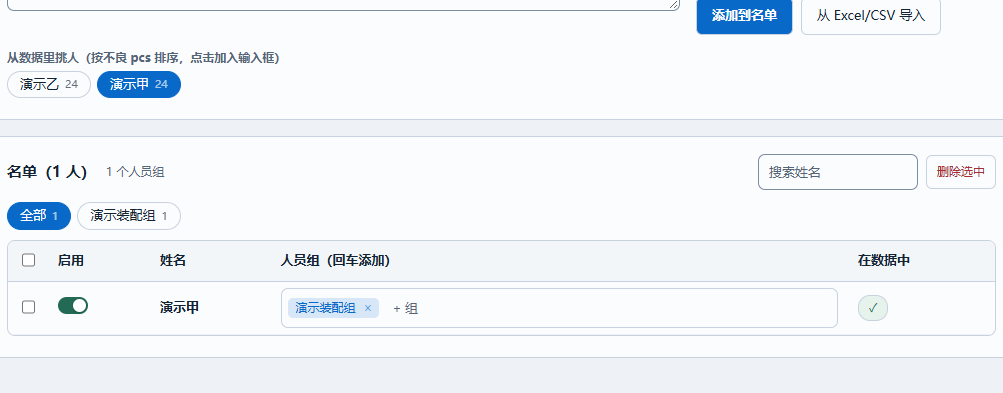 添加到名单 从 Excel/CSV 导入
从数据里挑人（按不良 pcs 排序，点击加入输入框）
演示乙 24 演示甲 24
名单（1 人） 1 个人员组 搜索姓名 删除选中
全部 1 演示装配组 1
启用 姓名 人员组（回车添加） 在数据中
演示甲 演示装配组 × + 组 ✓